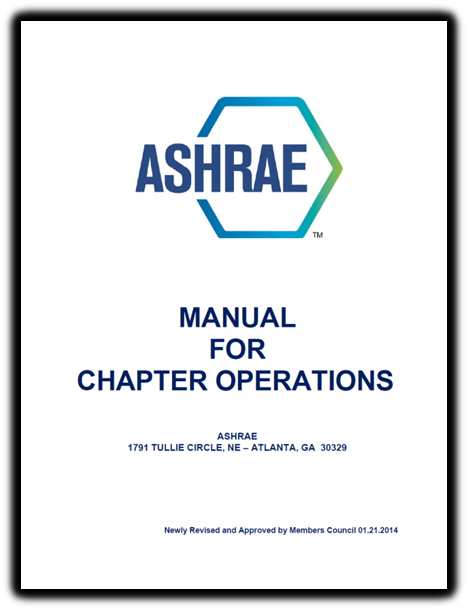 ASHRAE
TM
MANUAL
FOR
CHAPTER OPERATIONS
ASHRAE
1791 TULLIE CIRCLE, NE – ATLANTA, GA 30329
Newly Revised and Approved by Members Council 01.21.2014